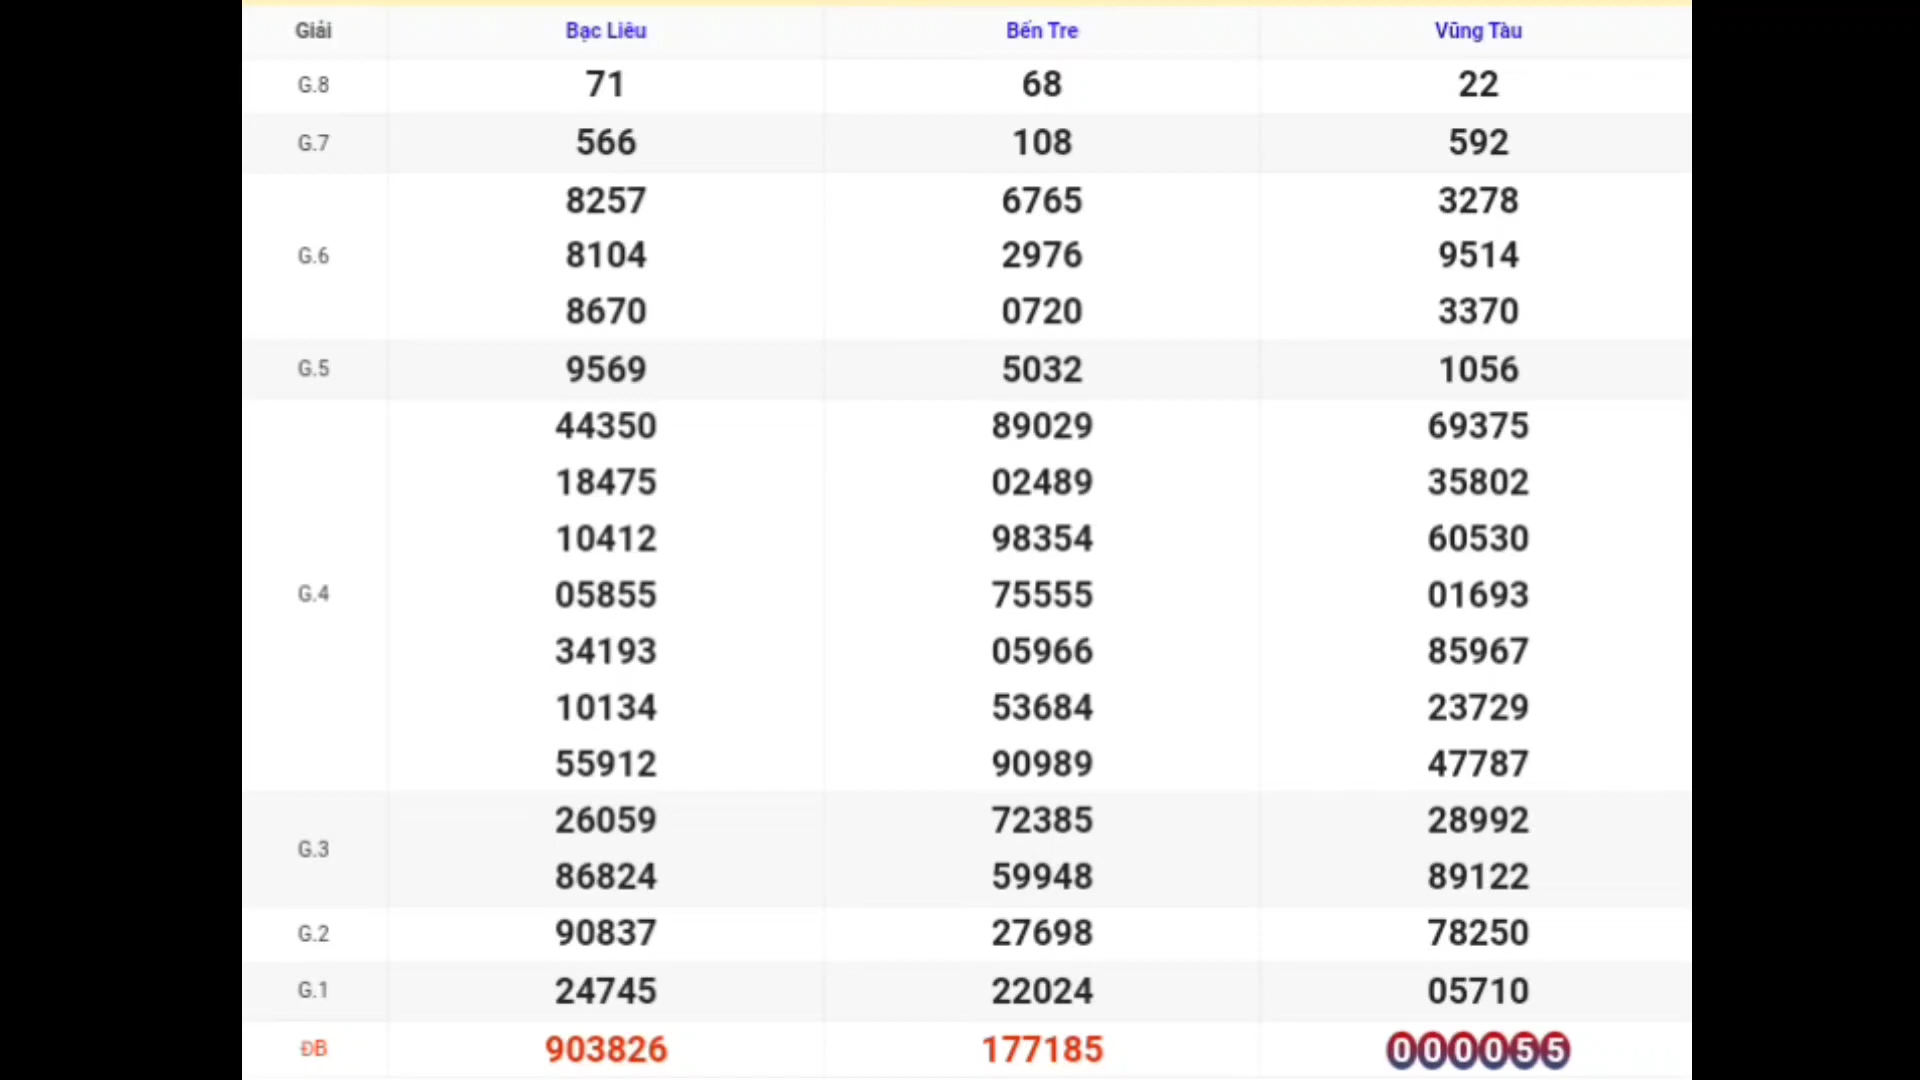 Giải Bạc Liêu Bến Tre Vũng Tàu
G.8 71 68 22
G.7 566 108 592
8257 6765 3278
G.6 8104 2976 9514
8670 0720 3370
G.5 9569 5032 1056
44350 89029 69375
18475 02489 35802
10412 98354 60530
G.4 05855 75555 01693
34193 05966 85967
10134 53684 23729
55912 90989 47787
G.3 26059 72385 28992
86824 59948 89122
G.2 90837 27698 78250
G.1 24745 22024 05710
ĐB 903826 177185 000055